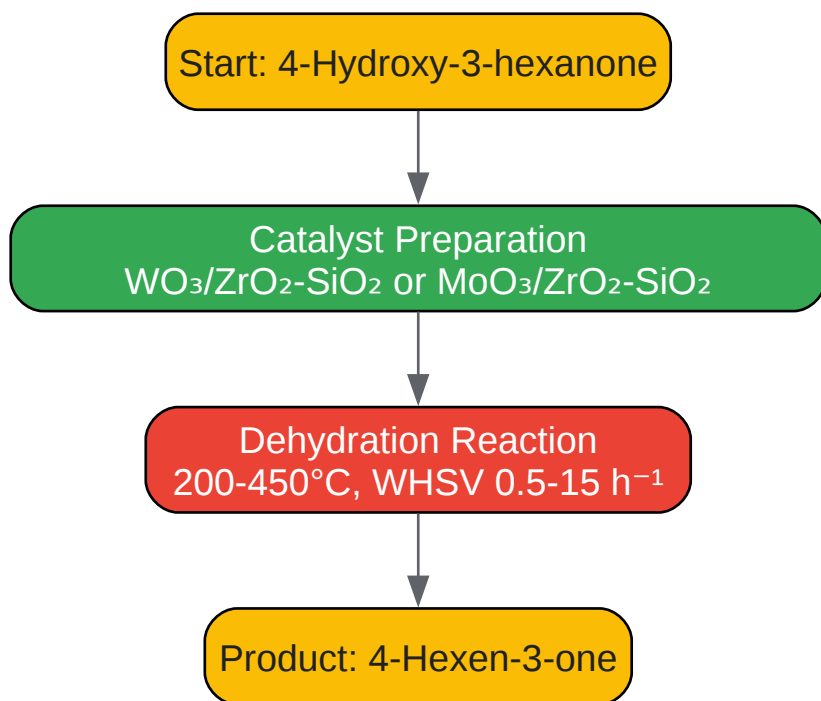 Start: 4-Hydroxy-3-hexanone
Catalyst Preparation
WO₃/ZrO₂-SiO₂ or MoO₃/ZrO₂-SiO₂
Dehydration Reaction
200-450°C, WHSV 0.5-15 h⁻¹
Product: 4-Hexen-3-one